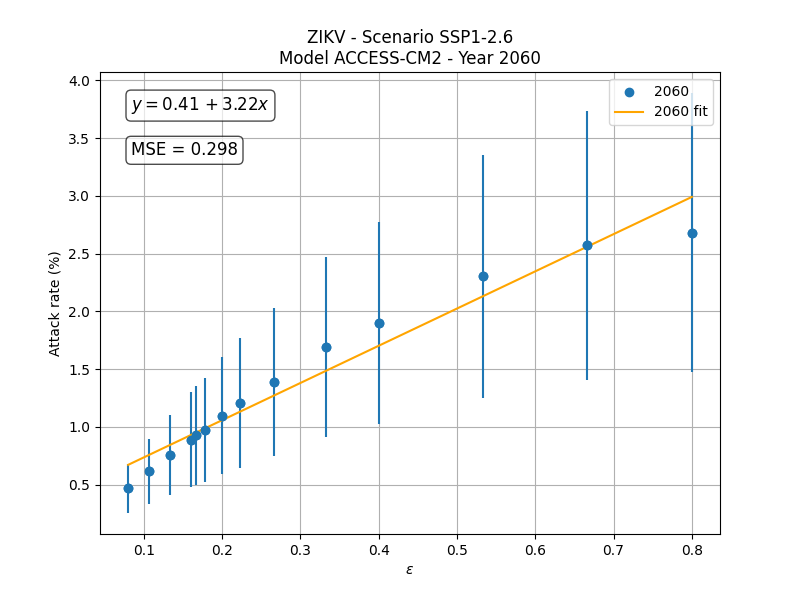 ZIKV - Scenario SSP1-2.6
Model ACCESS-CM2 - Year 2060
y = 0.41 + 3.22x
MSE = 0.298
2060
2060 fit
Attack rate (%)
4.0
3.5
3.0
2.5
2.0
1.5
1.0
0.5
0.1 0.2 0.3 0.4 0.5 0.6 0.7 0.8
ε